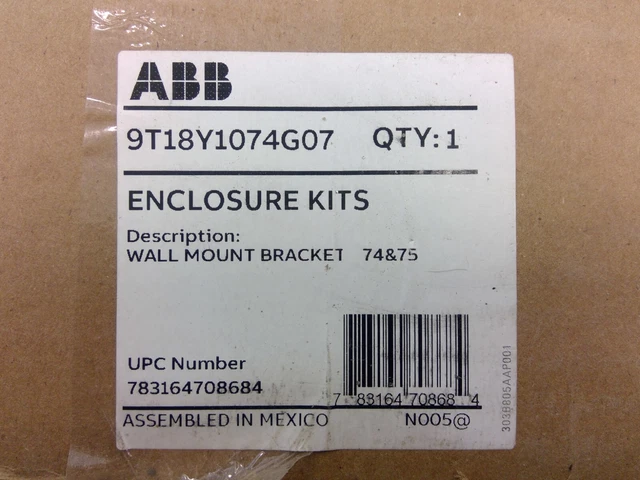 ABB
9T18Y1074G07 QTY: 1
ENCLOSURE KITS
Description:
WALL MOUNT BRACKET 74&75
UPC Number
783164708684
7 83164 70868 4
ASSEMBLED IN MEXICO N005@
303B805AAP001